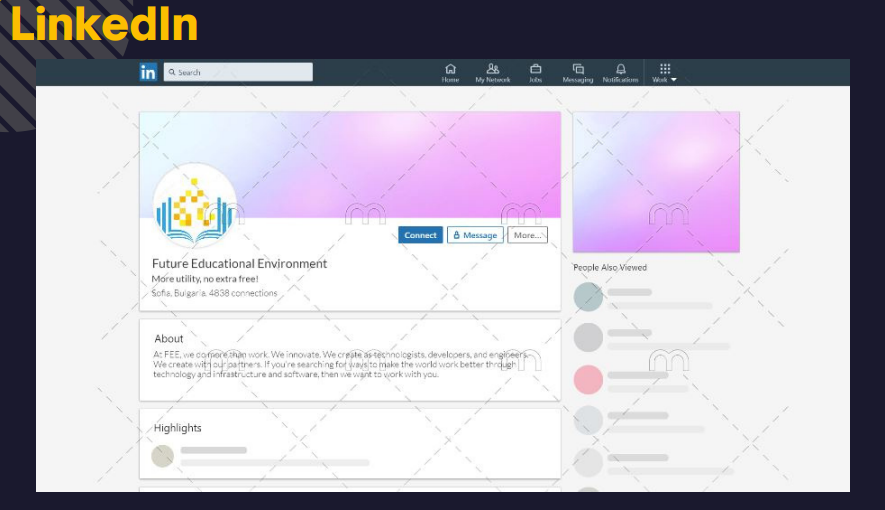 LinkedIn
in
Search
Home
My Network
Jobs
Messaging
Notifications
Work
Connect
Message
More...
Future Educational Environment
More utility, no extra free!
Sofia, Bulgaria. 4838 connections
People Also Viewed
About
At FEE, we do more than work. We innovate. We create as technologists, developers, and engineers.
We create with our partners. If you're searching for ways to make the world work better through
technology and infrastructure and software, then we want to work with you.
Highlights